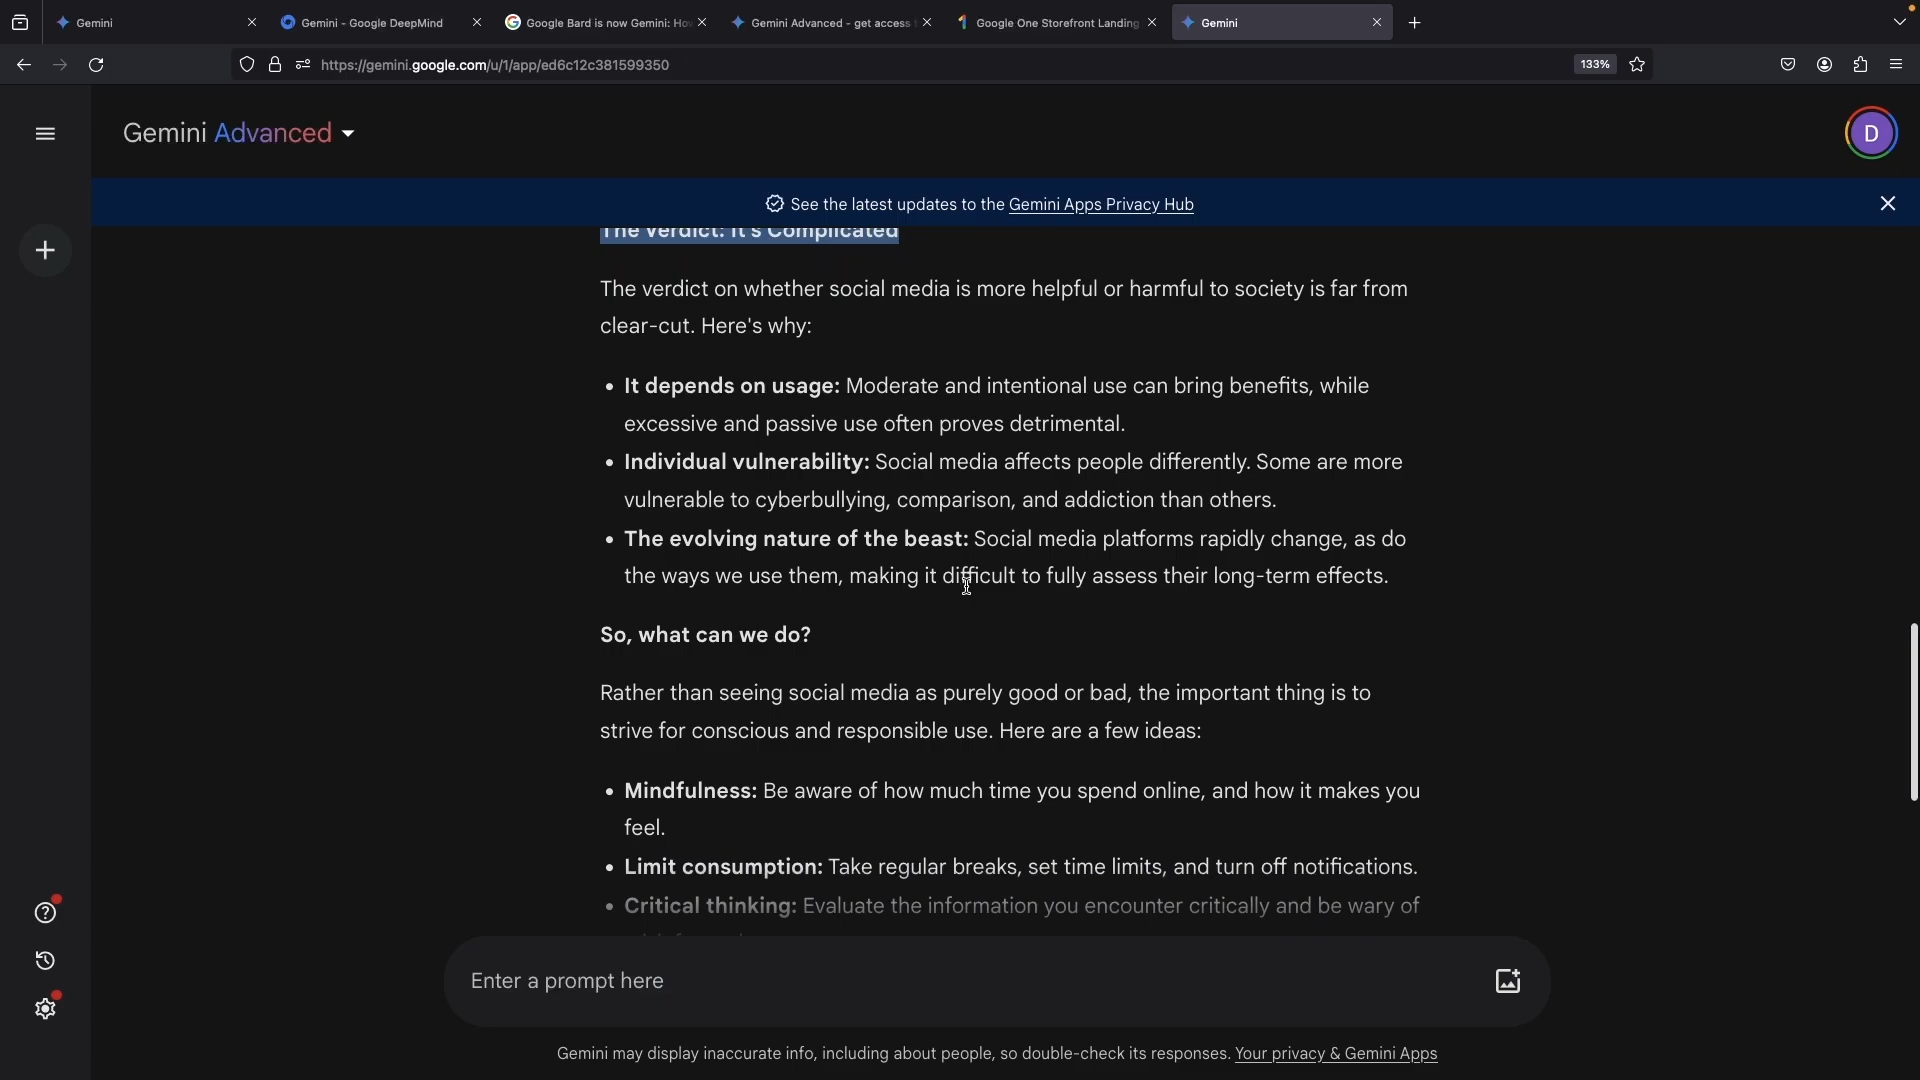 Gemini
Gemini - Google DeepMind
Google Bard is now Gemini: Ho
Gemini Advanced - get access
Google One Storefront Landing
Gemini
https://gemini.google.com/u/1/app/ed6c12c381599350
133%
Gemini Advanced
D
See the latest updates to the Gemini Apps Privacy Hub
The verdict: It's Complicated
The verdict on whether social media is more helpful or harmful to society is far from
clear-cut. Here's why:
• It depends on usage: Moderate and intentional use can bring benefits, while
excessive and passive use often proves detrimental.
• Individual vulnerability: Social media affects people differently. Some are more
vulnerable to cyberbullying, comparison, and addiction than others.
• The evolving nature of the beast: Social media platforms rapidly change, as do
the ways we use them, making it difficult to fully assess their long-term effects.
So, what can we do?
Rather than seeing social media as purely good or bad, the important thing is to
strive for conscious and responsible use. Here are a few ideas:
• Mindfulness: Be aware of how much time you spend online, and how it makes you
feel.
• Limit consumption: Take regular breaks, set time limits, and turn off notifications.
• Critical thinking: Evaluate the information you encounter critically and be wary of
Enter a prompt here
Gemini may display inaccurate info, including about people, so double-check its responses. Your privacy & Gemini Apps